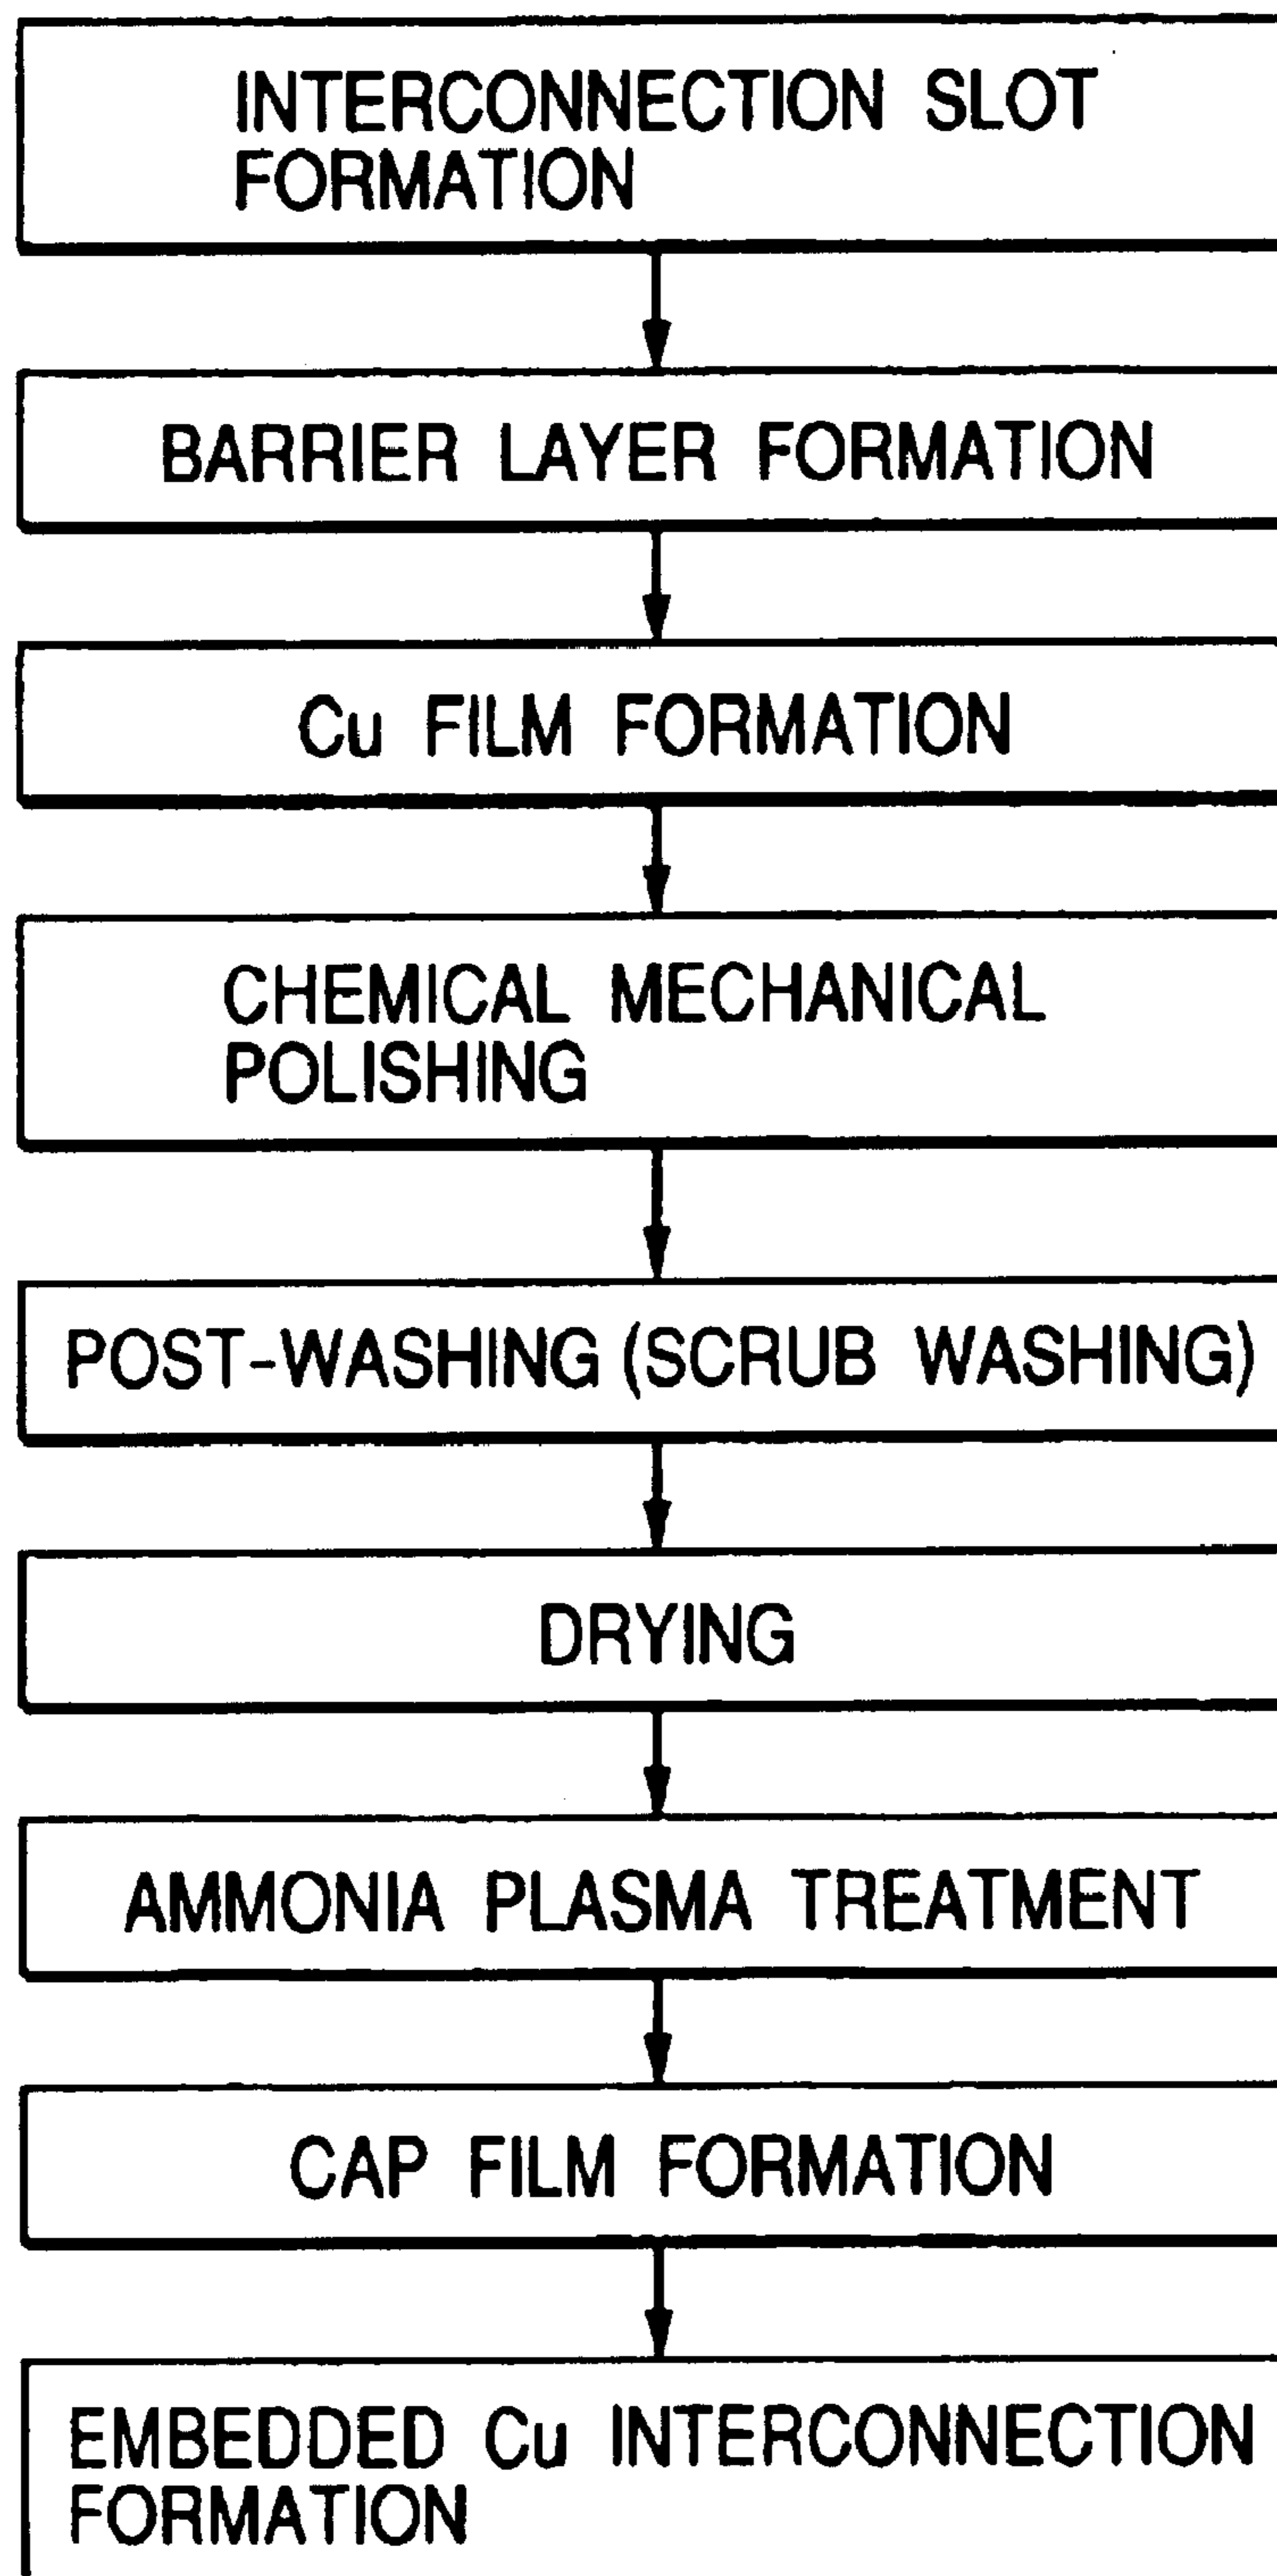 INTERCONNECTION SLOT
FORMATION
BARRIER LAYER FORMATION
Cu FILM FORMATION
CHEMICAL MECHANICAL
POLISHING
POST-WASHING (SCRUB WASHING)
DRYING
AMMONIA PLASMA TREATMENT
CAP FILM FORMATION
EMBEDDED Cu INTERCONNECTION
FORMATION